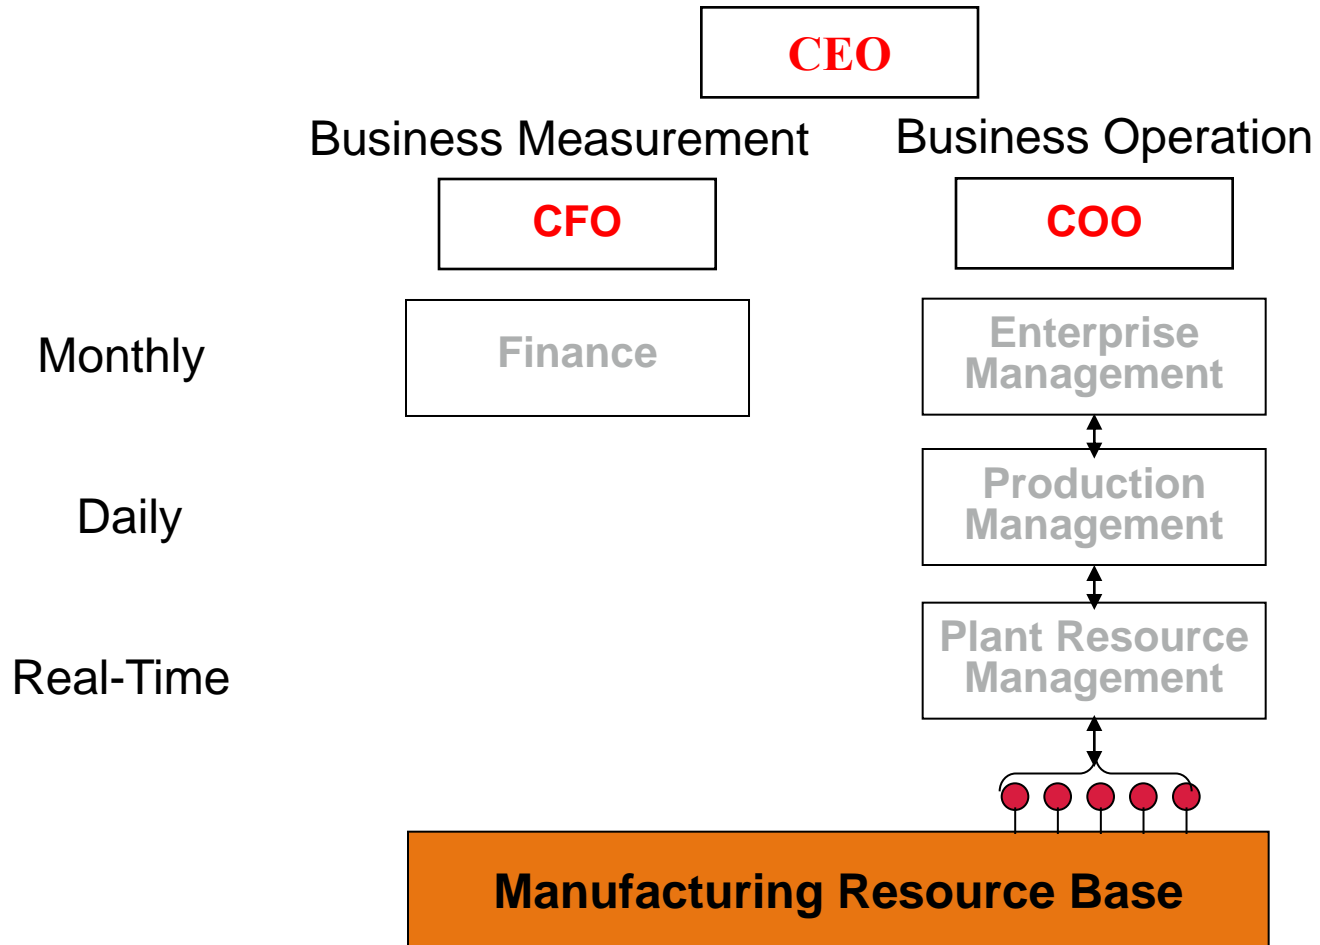 CEO
Business Measurement
Business Operation
CFO
COO
Monthly
Finance
Enterprise
Management
Daily
Production
Management
Real-Time
Plant Resource
Management
Manufacturing Resource Base